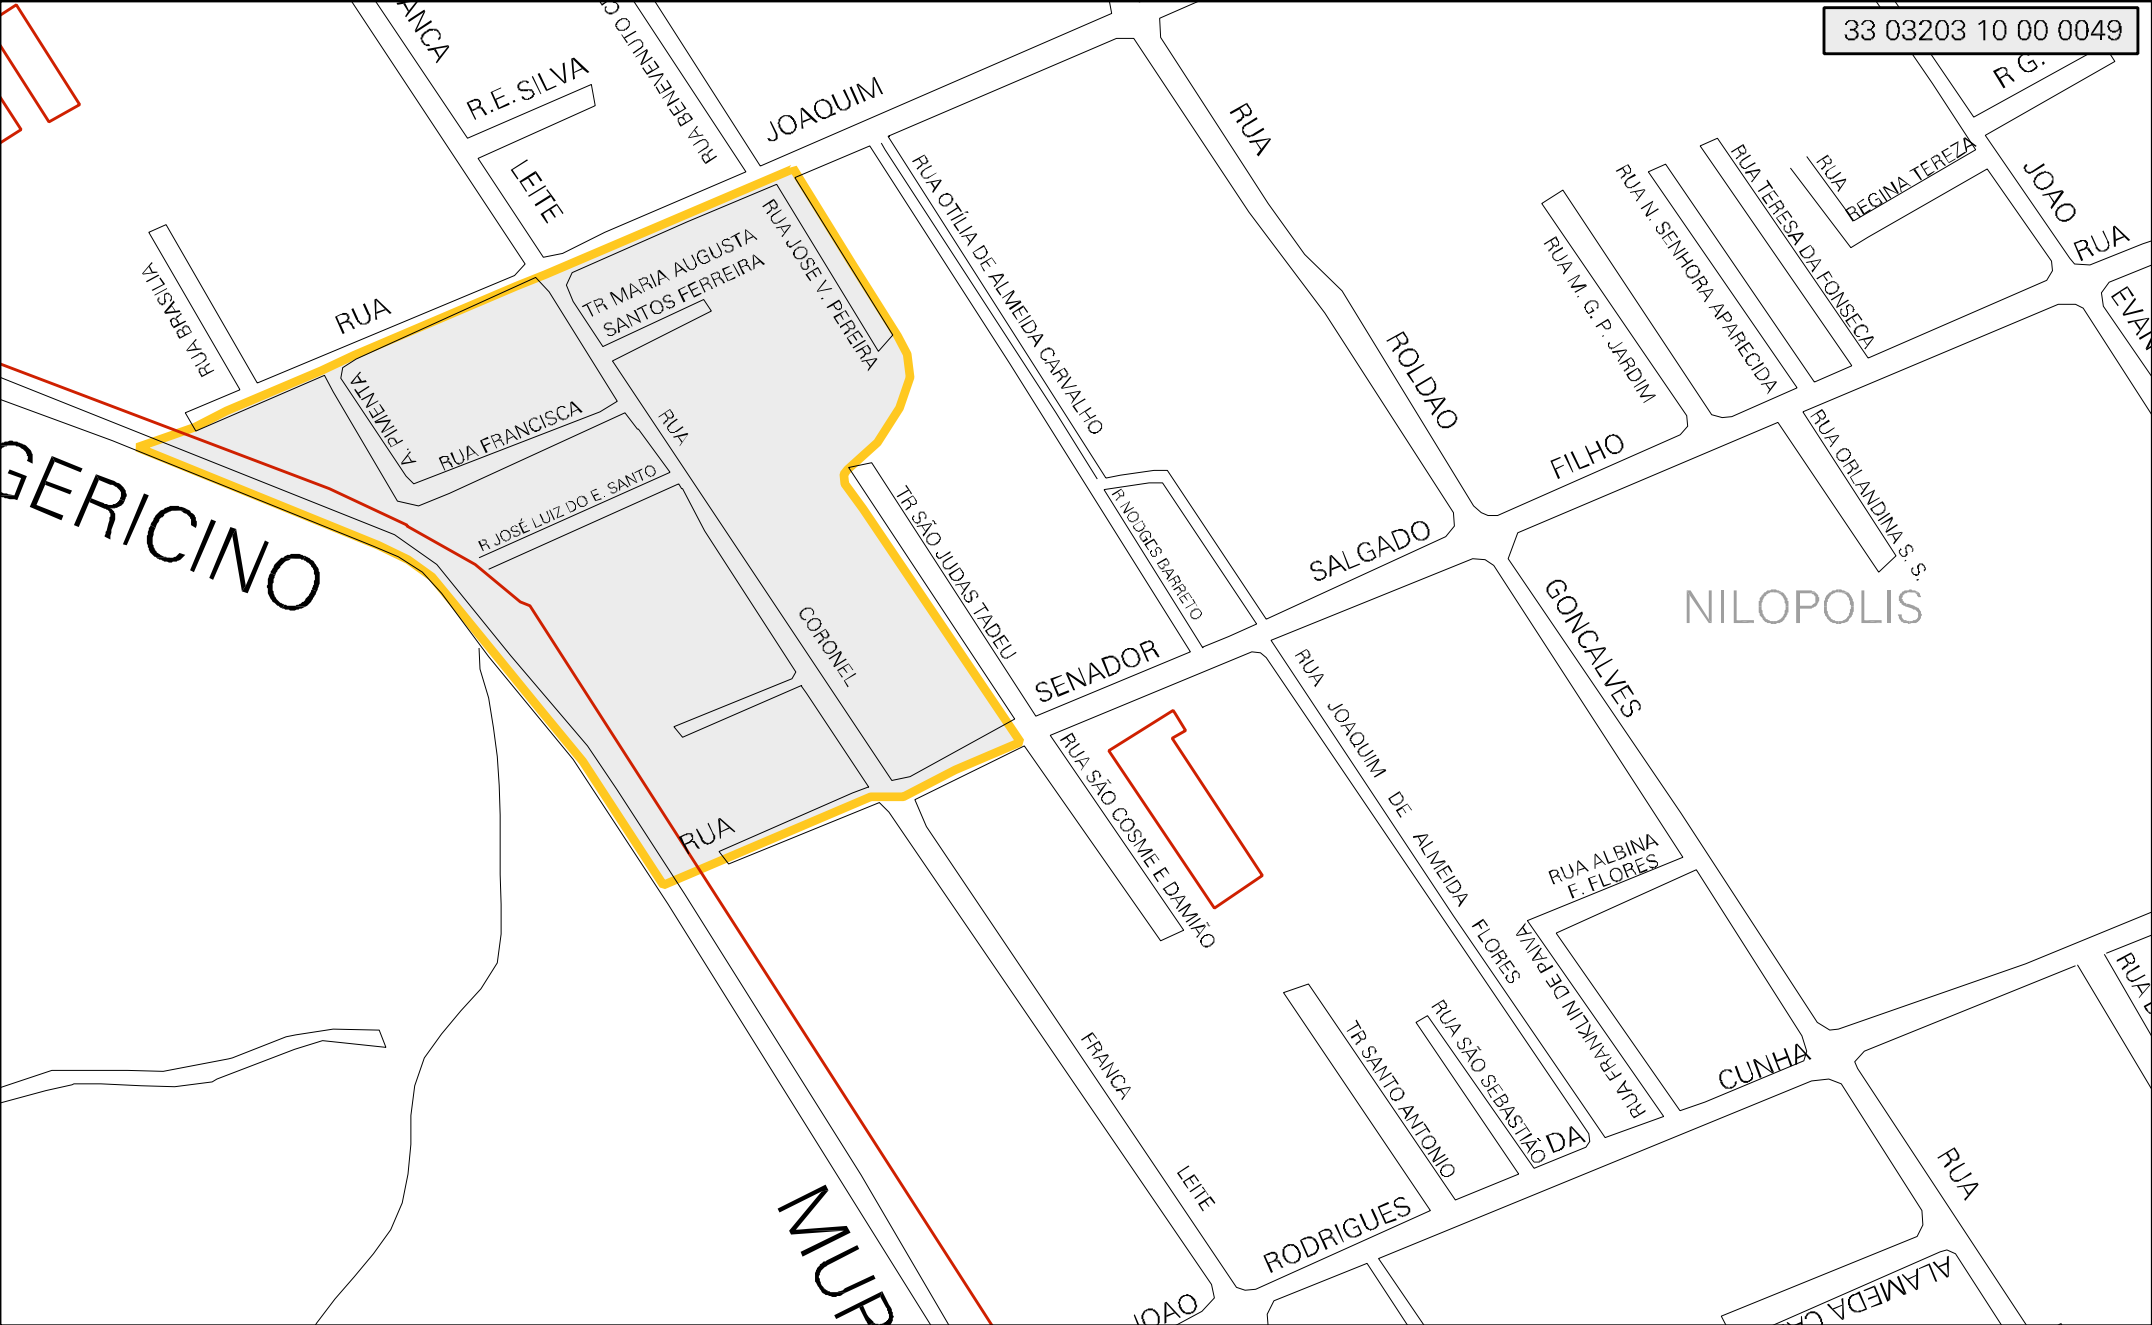 33 03203 10 00 0049
R.E. SILVA
JOAQUIM
R G.
RUA
LEITE
RUA OTÍLIA DE ALMEIDA CARVALHO
RUA TERESA DA FONSECA
RUA
REGINA TEREZA
JOAO
RUA
RUA N. SENHORA APARECIDA
RUA M. G. P. JARDIM
RUA BRASILIA
RUA
TR MARIA AUGUSTA
SANTOS FERREIRA
RUA JOSE V. PEREIRA
A. PIMENTA
RUA FRANCISCA
RUA
ROLDAO
FILHO
RUA ORLANDINA S. S.
GERICINO
R JOSÉ LUIZ DO E. SANTO
TR SÃO JUDAS TADEU
R NODGES BARRETO
SALGADO
GONCALVES
NILOPOLIS
CORONEL
SENADOR
RUA JOAQUIM DE ALMEIDA FLORES
RUA SÃO COSME E DAMIÃO
RUA
RUA ALBINA
F. FLORES
RUA FRANKLIN DE PAIVA
RUA
FRANCA
TR SANTO ANTONIO
RUA SÃO SEBASTIÃO
DA
CUNHA
RUA
LEITE
RODRIGUES
JOAO
ALAMEDA